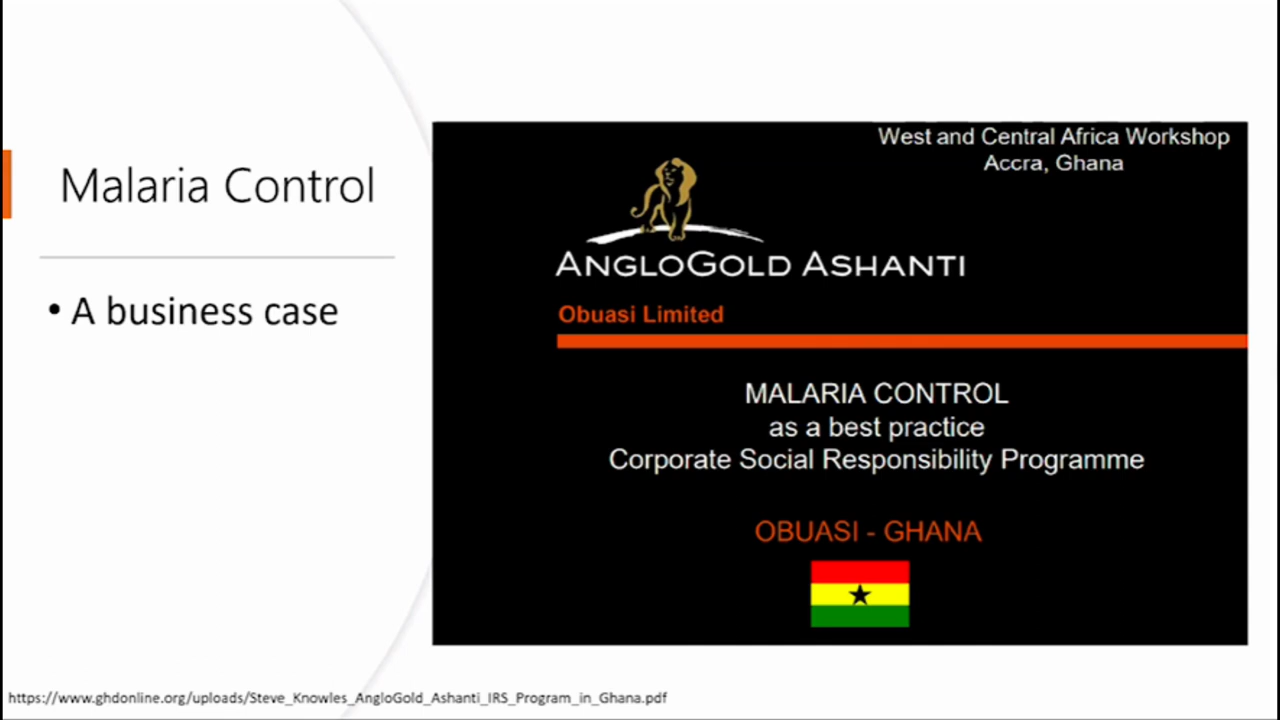 Malaria Control
• A business case
West and Central Africa Workshop
Accra, Ghana
ANGLOGOLD ASHANTI
Obuasi Limited
MALARIA CONTROL
as a best practice
Corporate Social Responsibility Programme
OBUASI - GHANA
https://www.ghdonline.org/uploads/Steve_Knowles_AngloGold_Ashanti_IRS_Program_in_Ghana.pdf